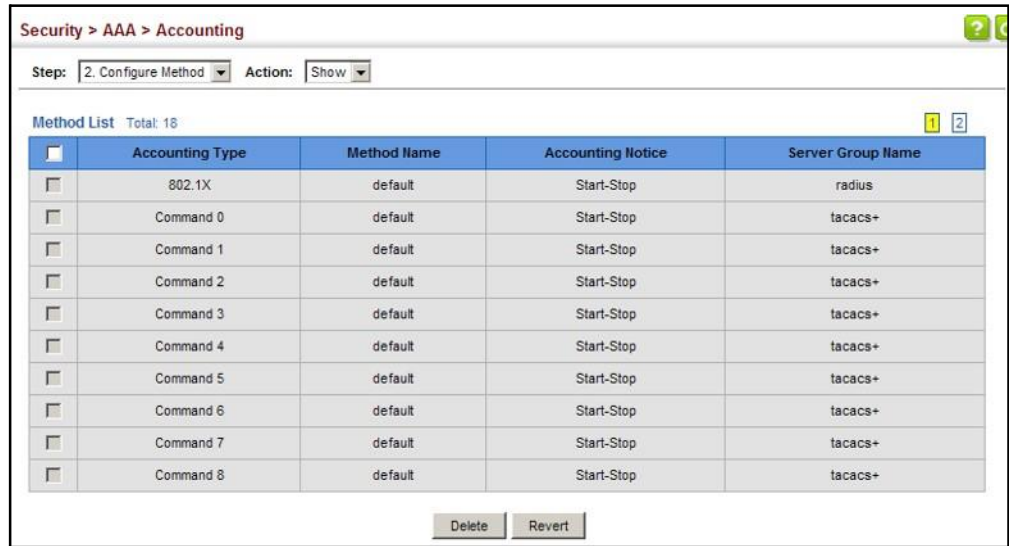 Security > AAA > Accounting
Step: 2. Configure Method Action: Show
Method List Total: 18 1 2
Accounting Type Method Name Accounting Notice Server Group Name
802.1X default Start-Stop radius
Command 0 default Start-Stop tacacs+
Command 1 default Start-Stop tacacs+
Command 2 default Start-Stop tacacs+
Command 3 default Start-Stop tacacs+
Command 4 default Start-Stop tacacs+
Command 5 default Start-Stop tacacs+
Command 6 default Start-Stop tacacs+
Command 7 default Start-Stop tacacs+
Command 8 default Start-Stop tacacs+
Delete Revert